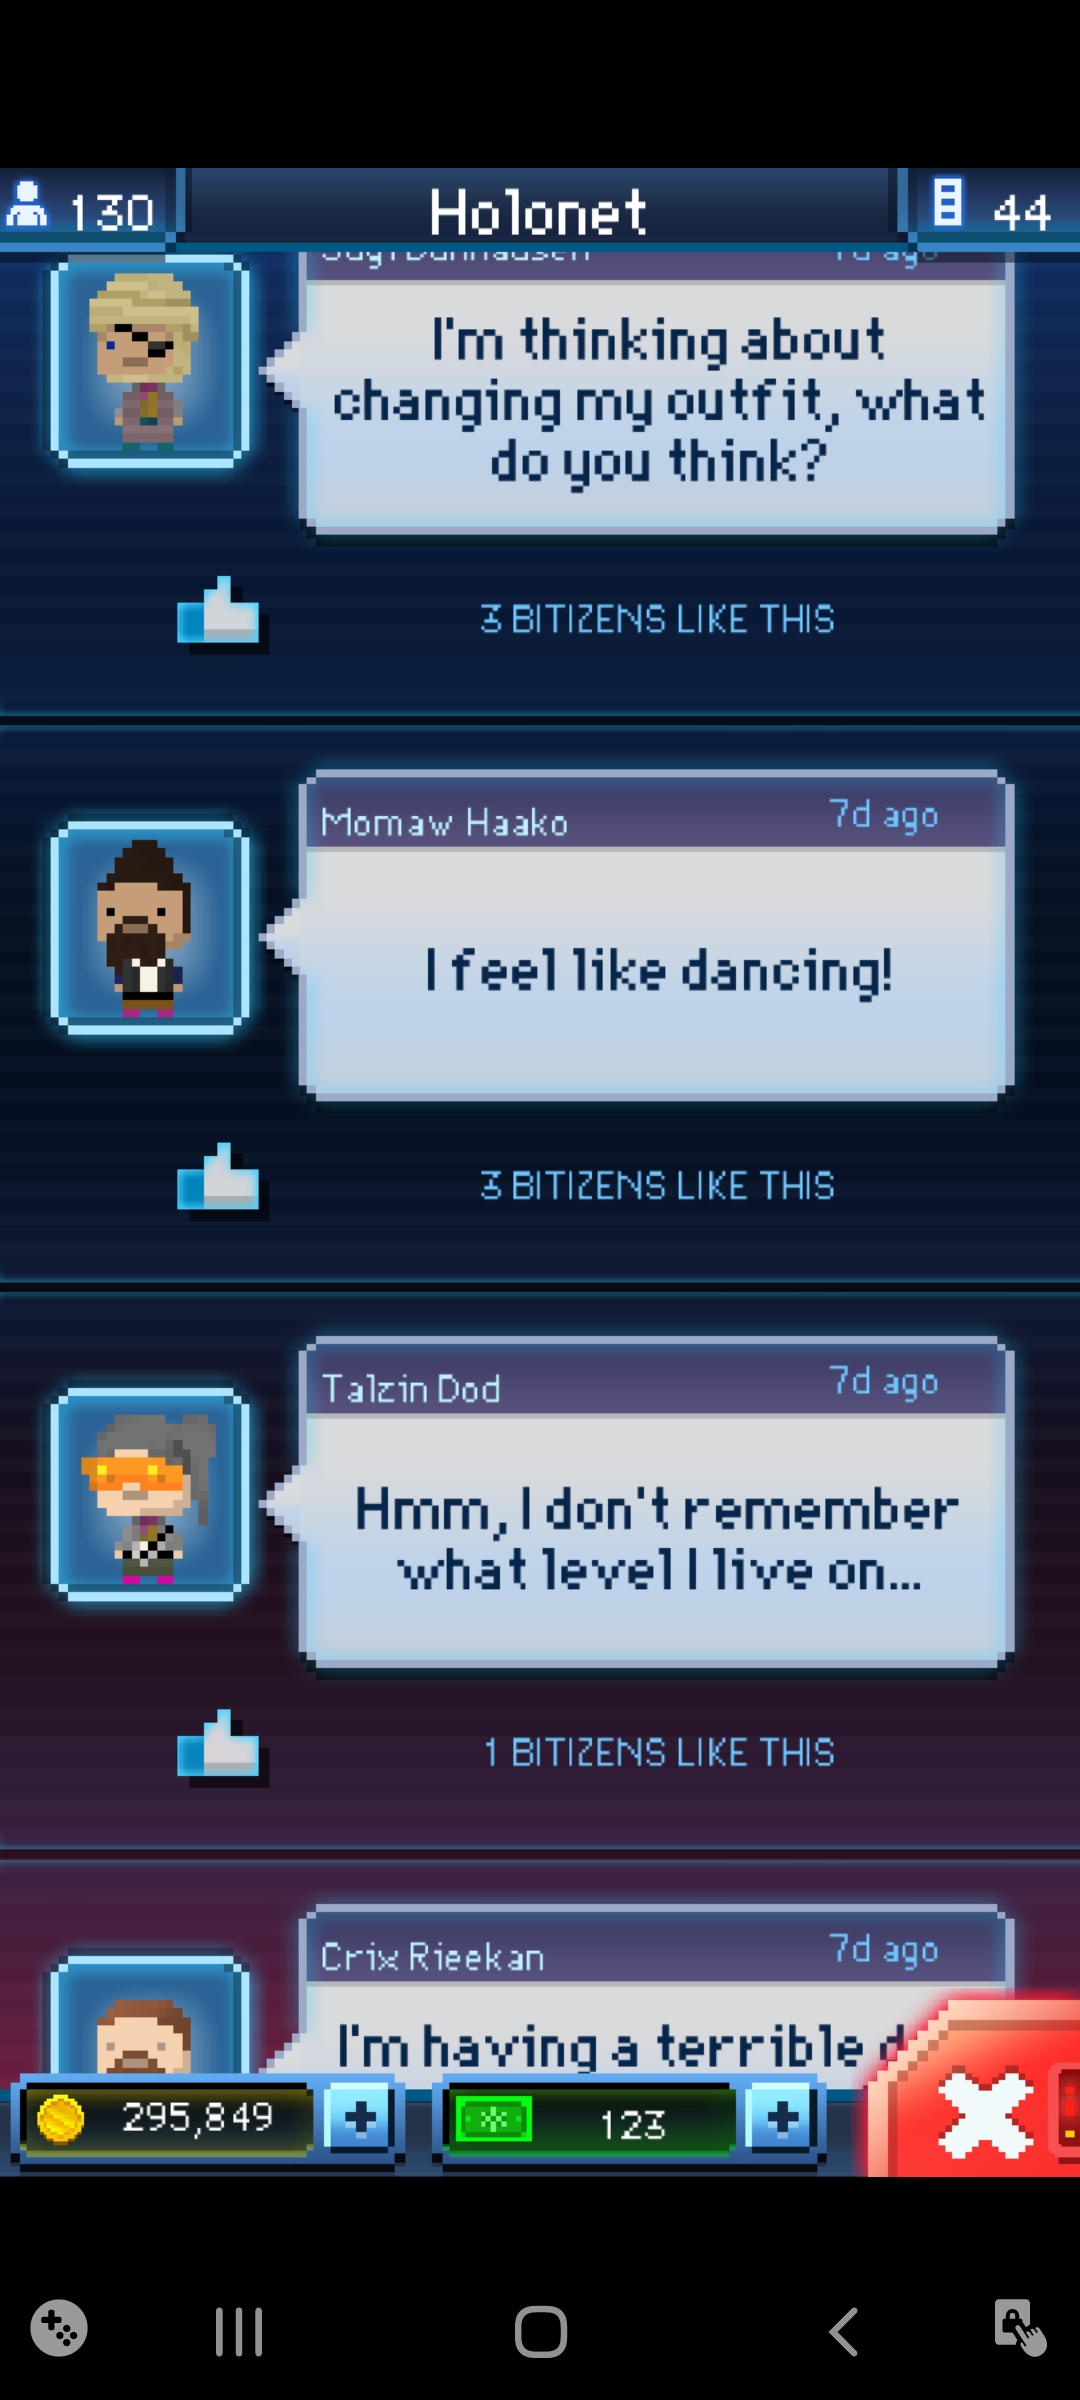 130
Holonet
44
7d ago
I'm thinking about
changing my outfit, what
do you think?
3 BITIZENS LIKE THIS
Momaw Haako
7d ago
I feel like dancing!
3 BITIZENS LIKE THIS
Talzin Dod
7d ago
Hmm, I don't remember
what level I live on...
1 BITIZENS LIKE THIS
Crix Rieekan
7d ago
I'm having a terrible
295,849
123